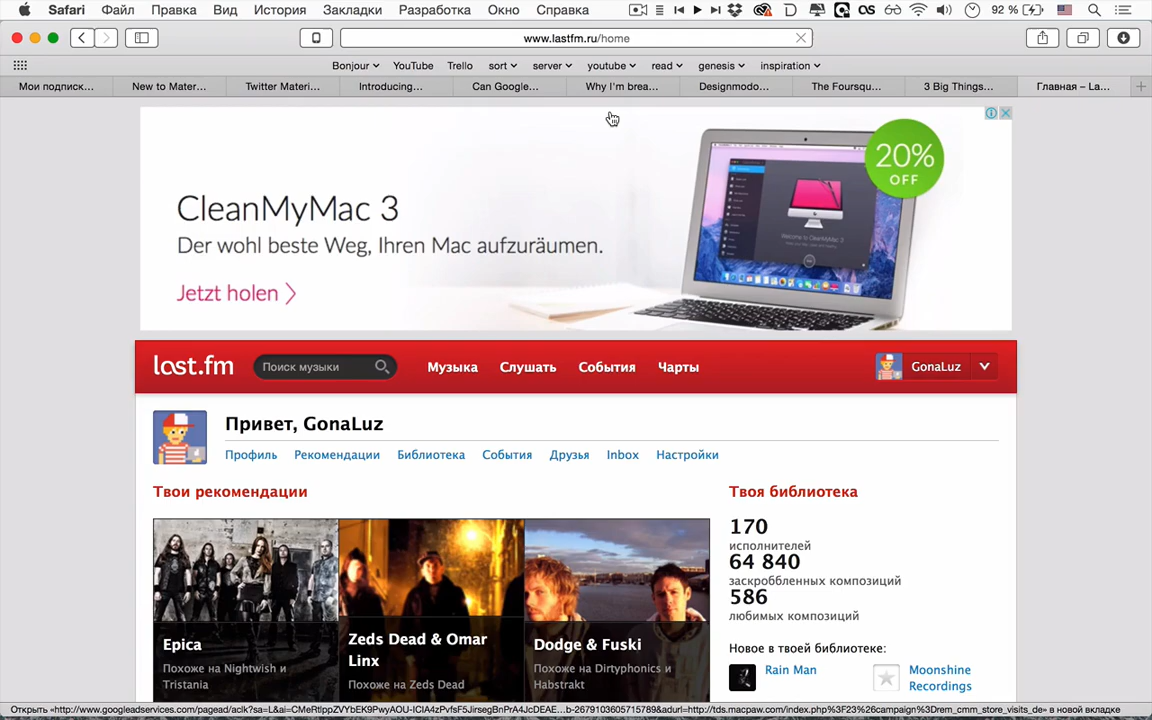 Safari Файл Правка Вид История Закладки Разработка Окно Справка 92 %
www.lastfm.ru/home
Bonjour YouTube Trello sort server youtube read genesis inspiration
Мои подписк... New to Mater... Twitter Materi... Introducing... Can Google... Why I'm brea... Designmodo... The Foursqu... 3 Big Things... Главная – La...
20%
OFF
CleanMyMac 3
Der wohl beste Weg, Ihren Mac aufzuräumen.
Jetzt holen
last.fm Поиск музыки Музыка Слушать События Чарты GonaLuz
Привет, GonaLuz
Профиль Рекомендации Библиотека События Друзья Inbox Настройки
Твои рекомендации
Твоя библиотека
170
исполнителей
64 840
заскроббленных композиций
586
любимых композиций
Epica
Похоже на Nightwish и
Tristania
Zeds Dead & Omar
Linx
Похоже на Zeds Dead
Dodge & Fuski
Похоже на Dirtyphonics и
Habstrakt
Новое в твоей библиотеке:
Rain Man
Moonshine
Recordings